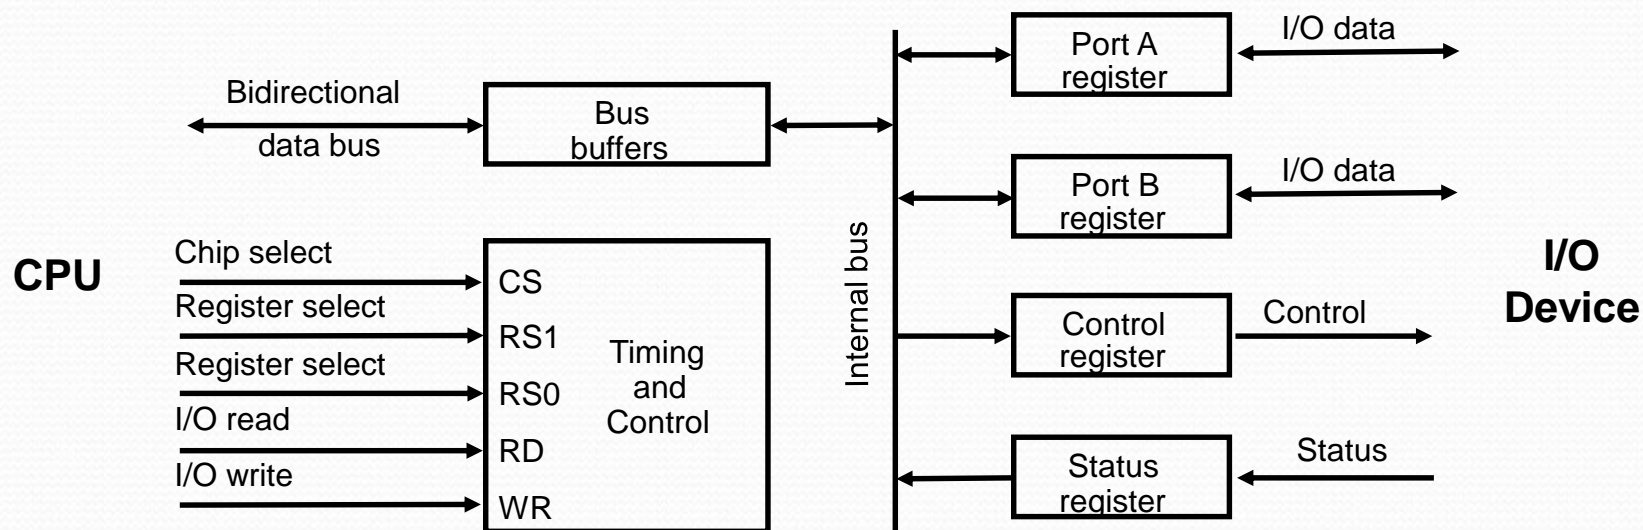 I/O data
Port A
register
Bidirectional
data bus
Bus
buffers
I/O data
Port B
register
CPU
Chip select
CS
Register select
RS1
Register select
RS0
I/O read
RD
I/O write
WR
Timing
and
Control
Internal bus
Control
register
Control
I/O
Device
Status
register
Status